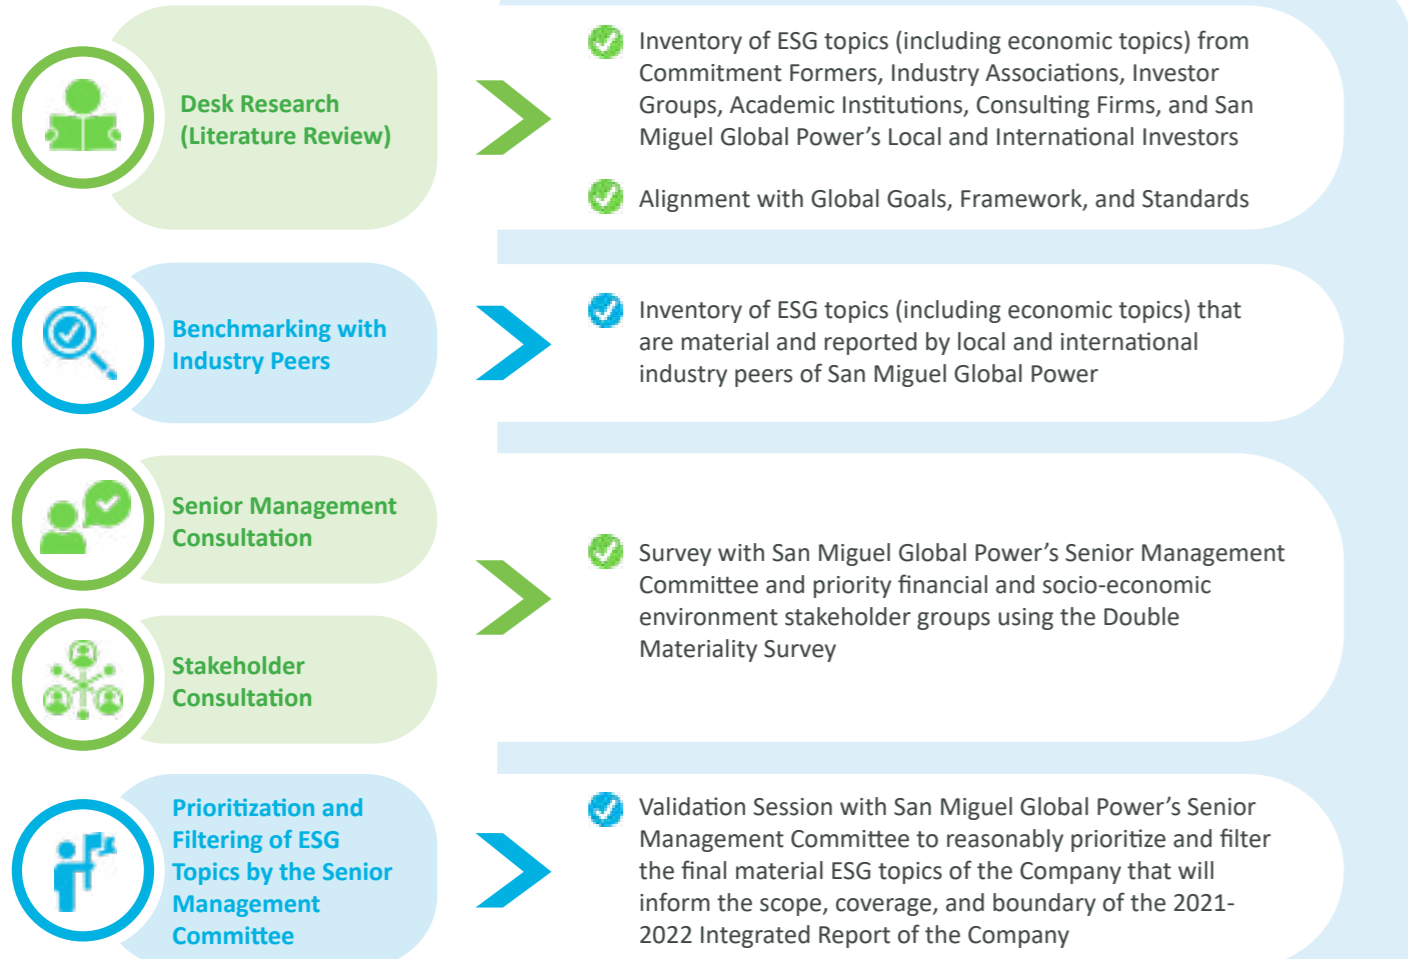 Desk Research
(Literature Review)
Inventory of ESG topics (including economic topics) from
Commitment Formers, Industry Associations, Investor
Groups, Academic Institutions, Consulting Firms, and San
Miguel Global Power’s Local and International Investors
Alignment with Global Goals, Framework, and Standards
Benchmarking with
Industry Peers
Inventory of ESG topics (including economic topics) that
are material and reported by local and international
industry peers of San Miguel Global Power
Senior Management
Consultation
Stakeholder
Consultation
Survey with San Miguel Global Power’s Senior Management
Committee and priority financial and socio-economic
environment stakeholder groups using the Double
Materiality Survey
Prioritization and
Filtering of ESG
Topics by the Senior
Management
Committee
Validation Session with San Miguel Global Power’s Senior
Management Committee to reasonably prioritize and filter
the final material ESG topics of the Company that will
inform the scope, coverage, and boundary of the 2021-
2022 Integrated Report of the Company